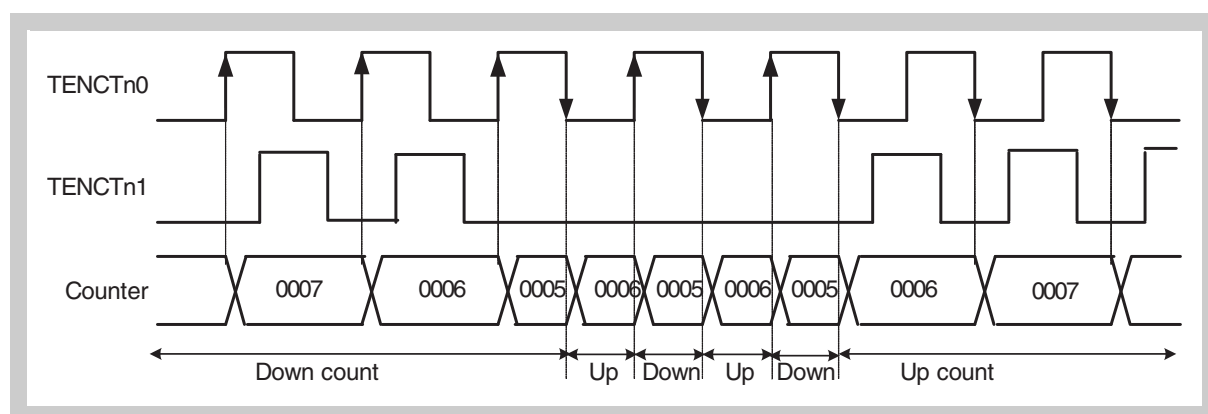 TENCTn0
TENCTn1
Counter 0007 0006 0005 0006 0005 0006 0005 0006 0007
Down count Up Down Up Down Up count